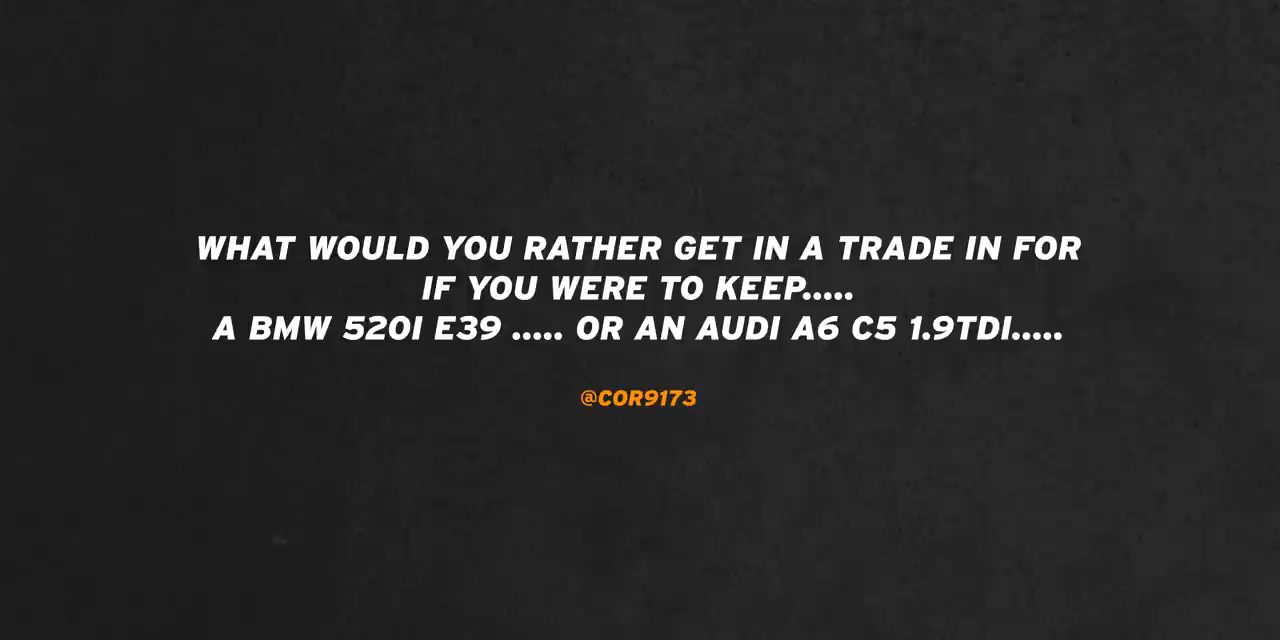 WHAT WOULD YOU RATHER GET IN A TRADE IN FOR
IF YOU WERE TO KEEP.....
A BMW 520I E39 ..... OR AN AUDI A6 C5 1.9TDI.....
@COR9173